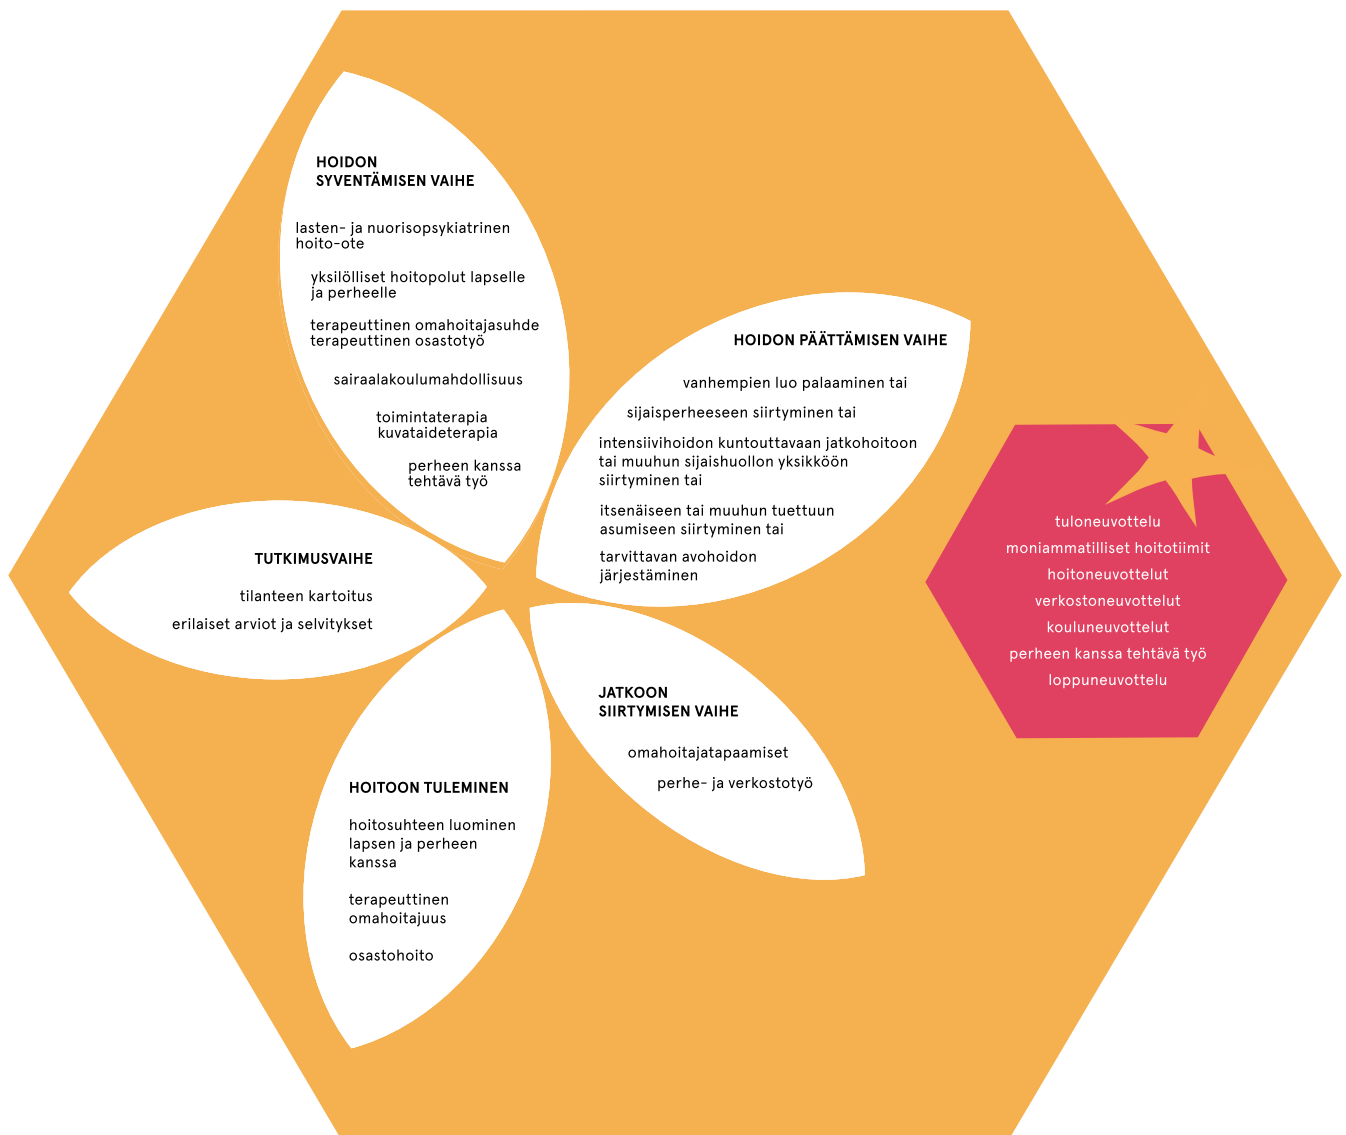 HOIDON
SYVENTÄMISEN VAIHE
lasten- ja nuorisopsykiatrinen
hoito-ote
yksilölliset hoitopolut lapselle
ja perheelle
terapeuttinen omahoitajasuhde
terapeuttinen osastotyö
sairaalakoulumahdollisuus
toimintaterapia
kuvataideterapia
perheen kanssa
tehtävä työ
HOIDON PÄÄTTÄMISEN VAIHE
vanhempien luo palaaminen tai
sijaisperheeseen siirtyminen tai
intensiivihoidon kuntouttavaan jatkohoitoon
tai muuhun sijaishuollon yksikköön
siirtyminen tai
itsenäiseen tai muuhun tuettuun
asumiseen siirtyminen tai
tarvittavan avohoidon
järjestäminen
TUTKIMUSVAIHE
tilanteen kartoitus
erilaiset arviot ja selvitykset
JATKOON
SIIRTYMISEN VAIHE
omahoitajatapaamiset
perhe- ja verkostotyö
HOITOON TULEMINEN
hoitosuhteen luominen
lapsen ja perheen
kanssa
terapeuttinen
omahoitajuus
osastohoito
tuloneuvottelu
moniammatilliset hoitotiimit
hoitoneuvottelut
verkostoneuvottelut
kouluneuvottelut
perheen kanssa tehtävä työ
loppuneuvottelu